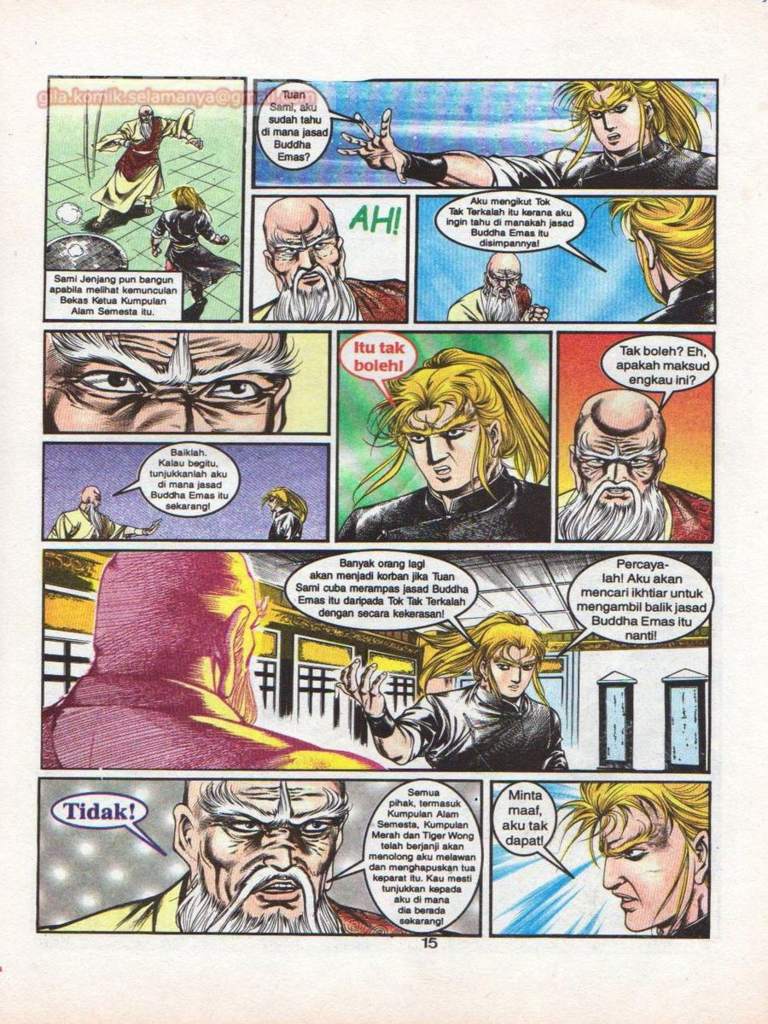 gila.komik.selamanya@gmail.com
Sami Jenjang pun bangun
apabila melihat kemunculan
Bekas Ketua Kumpulan
Alam Semesta itu.
Tuan
Sami, aku
sudah tahu
di mana jasad
Buddha
Emas?
AH!
Aku mengikut Tok
Tak Terkalah itu kerana aku
ingin tahu di manakah jasad
Buddha Emas itu
disimpannya!
Baiklah.
Kalau begitu,
tunjukkanlah aku
di mana jasad
Buddha Emas itu
sekarang!
Itu tak
boleh!
Tak boleh? Eh,
apakah maksud
engkau ini?
Banyak orang lagi
akan menjadi korban jika Tuan
Sami cuba merampas jasad Buddha
Emas itu daripada Tok Tak Terkalah
dengan secara kekerasan!
Percaya-
lah! Aku akan
mencari ikhtiar untuk
mengambil balik jasad
Buddha Emas itu
nanti!
Tidak!
Semua
pihak, termasuk
Kumpulan Alam
Semesta, Kumpulan
Merah dan Tiger Wong
telah berjanji akan
menolong aku melawan
dan menghapuskan tua
keparat itu. Kau mesti
tunjukkan kepada
aku di mana
dia berada
sekarang!
Minta
maaf,
aku tak
dapat!
15